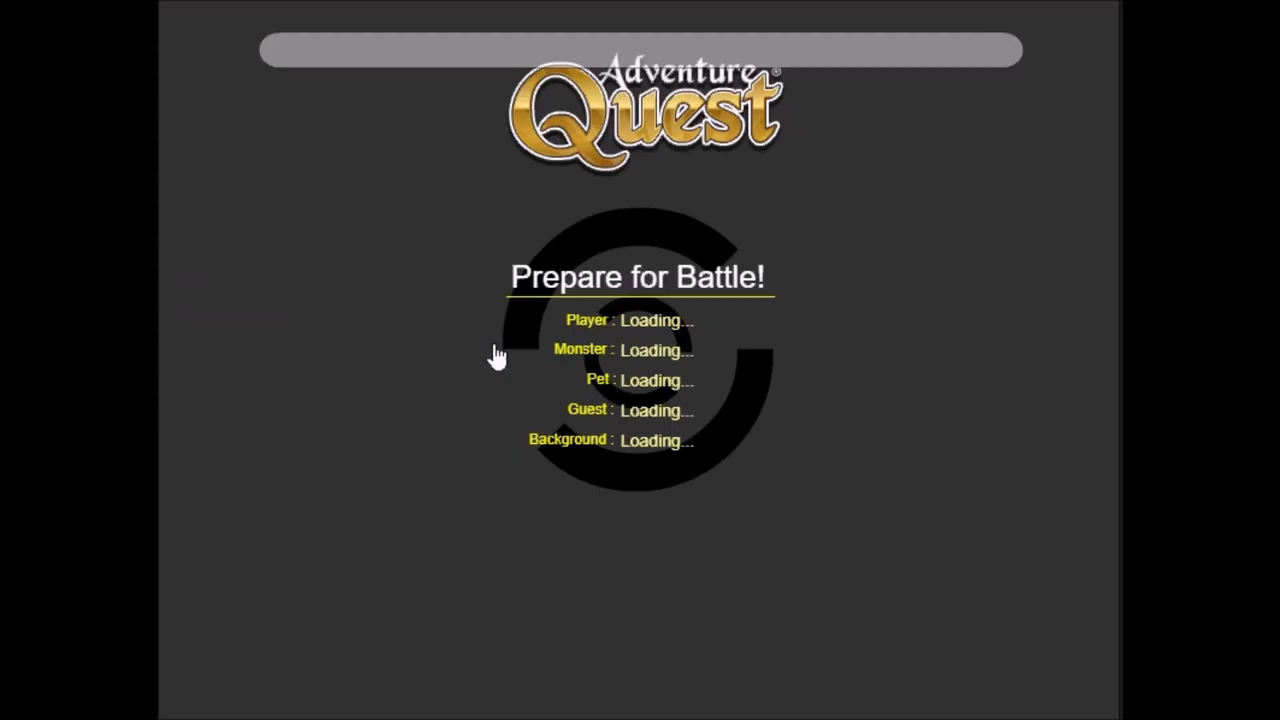 Adventure
Quest®
Prepare for Battle!
Player : Loading...
Monster : Loading...
Pet : Loading...
Guest : Loading...
Background : Loading...